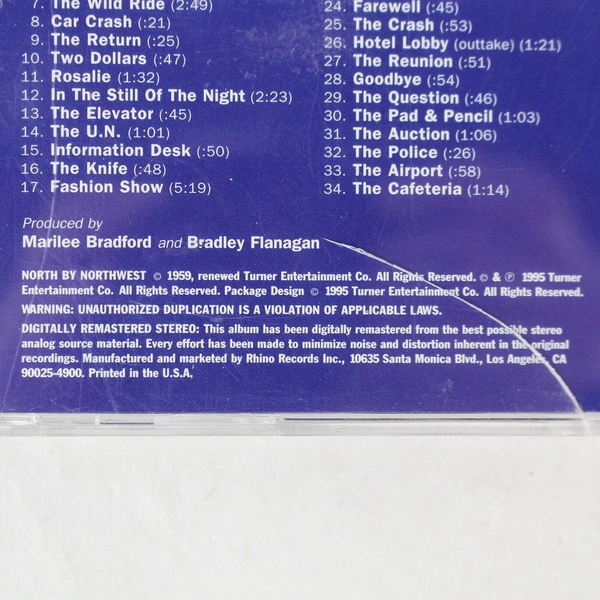 7. The Wild Ride (2:49)
8. Car Crash (:21)
9. The Return (:25)
10. Two Dollars (:47)
11. Rosalie (1:32)
12. In The Still Of The Night (2:23)
13. The Elevator (:45)
14. The U.N. (1:01)
15. Information Desk (:50)
16. The Knife (:48)
17. Fashion Show (5:19)
24. Farewell (:45)
25. The Crash (:53)
26. Hotel Lobby (outtake) (1:21)
27. The Reunion (:51)
28. Goodbye (:54)
29. The Question (:46)
30. The Pad & Pencil (1:03)
31. The Auction (1:06)
32. The Police (:26)
33. The Airport (:58)
34. The Cafeteria (1:14)
Produced by
Marilee Bradford and Bradley Flanagan
NORTH BY NORTHWEST © 1959, renewed Turner Entertainment Co. All Rights Reserved. © & ℗ 1995 Turner
Entertainment Co. All Rights Reserved. Package Design © 1995 Turner Entertainment Co. All Rights Reserved.
WARNING: UNAUTHORIZED DUPLICATION IS A VIOLATION OF APPLICABLE LAWS.
DIGITALLY REMASTERED STEREO: This album has been digitally remastered from the best possible stereo
analog source material. Every effort has been made to minimize noise and distortion inherent in the original
recordings. Manufactured and marketed by Rhino Records Inc., 10635 Santa Monica Blvd., Los Angeles, CA
90025-4900. Printed in the U.S.A.